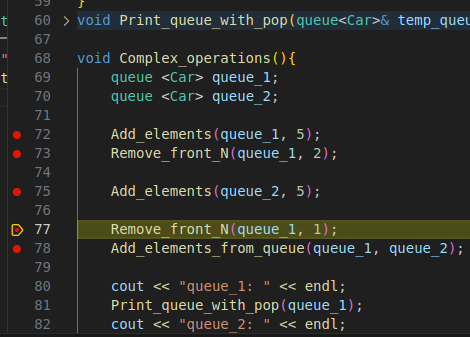 59 }
60 > void Print_queue_with_pop(queue<Car>& temp_queu
67
68 void Complex_operations(){
69 queue <Car> queue_1;
70 queue <Car> queue_2;
71
72 Add_elements(queue_1, 5);
73 Remove_front_N(queue_1, 2);
74
75 Add_elements(queue_2, 5);
76
77 Remove_front_N(queue_1, 1);
78 Add_elements_from_queue(queue_1, queue_2);
79
80 cout << "queue_1: " << endl;
81 Print_queue_with_pop(queue_1);
82 cout << "queue_2: " << endl;